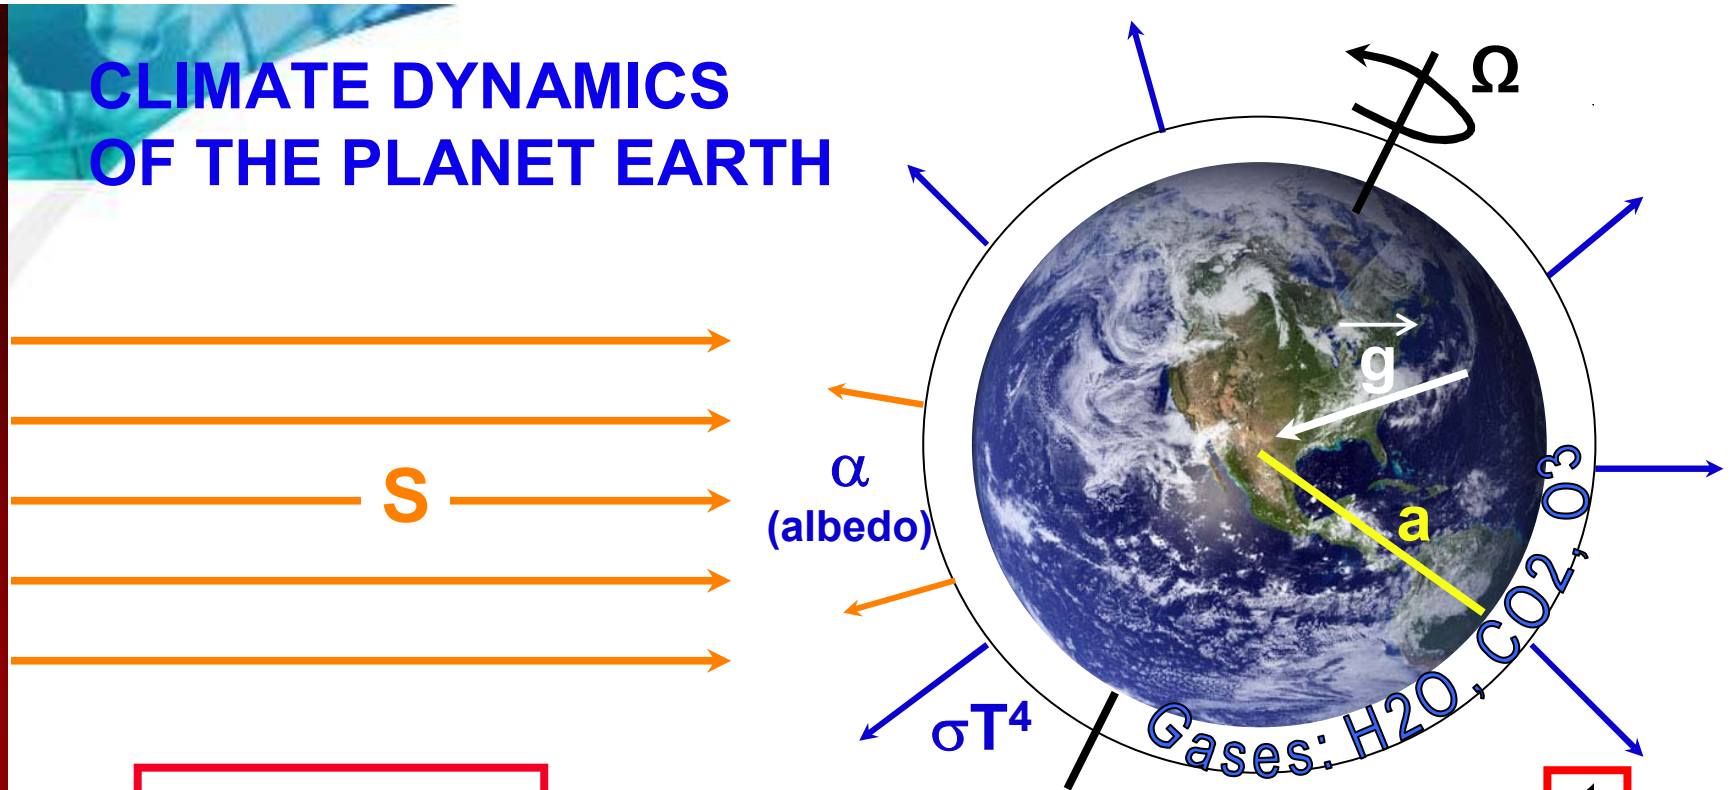 CLIMATE DYNAMICS
OF THE PLANET EARTH
Ω
g
S
α
(albedo)
a
σT⁴
Gases: H2O, CO2, O3